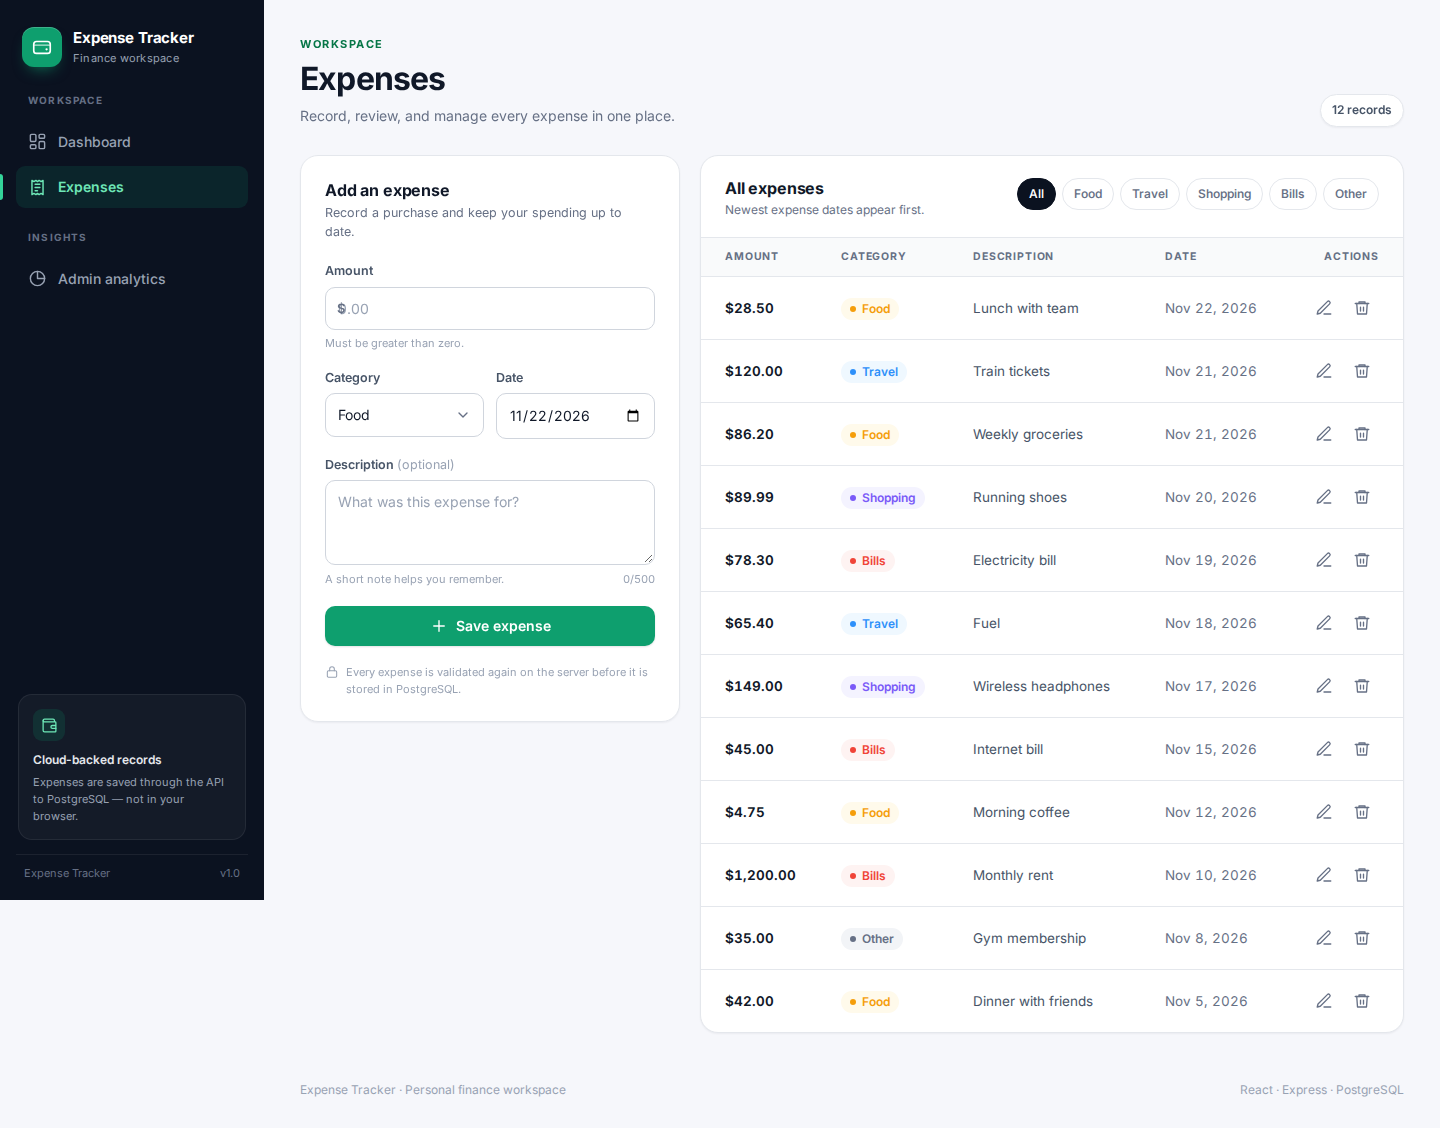 Expense Tracker
Finance workspace
WORKSPACE
Dashboard
Expenses
INSIGHTS
Admin analytics
Cloud-backed records
Expenses are saved through the API
to PostgreSQL — not in your
browser.
Expense Tracker v1.0
WORKSPACE
Expenses
Record, review, and manage every expense in one place.
12 records
Add an expense
Record a purchase and keep your spending up to
date.
Amount
$.00
Must be greater than zero.
Category Date
Food 11/22/2026
Description (optional)
What was this expense for?
A short note helps you remember. 0/500
Save expense
Every expense is validated again on the server before it is
stored in PostgreSQL.
All expenses
Newest expense dates appear first.
All Food Travel Shopping Bills Other
AMOUNT CATEGORY DESCRIPTION DATE ACTIONS
$28.50 Food Lunch with team Nov 22, 2026
$120.00 Travel Train tickets Nov 21, 2026
$86.20 Food Weekly groceries Nov 21, 2026
$89.99 Shopping Running shoes Nov 20, 2026
$78.30 Bills Electricity bill Nov 19, 2026
$65.40 Travel Fuel Nov 18, 2026
$149.00 Shopping Wireless headphones Nov 17, 2026
$45.00 Bills Internet bill Nov 15, 2026
$4.75 Food Morning coffee Nov 12, 2026
$1,200.00 Bills Monthly rent Nov 10, 2026
$35.00 Other Gym membership Nov 8, 2026
$42.00 Food Dinner with friends Nov 5, 2026
Expense Tracker · Personal finance workspace
React · Express · PostgreSQL